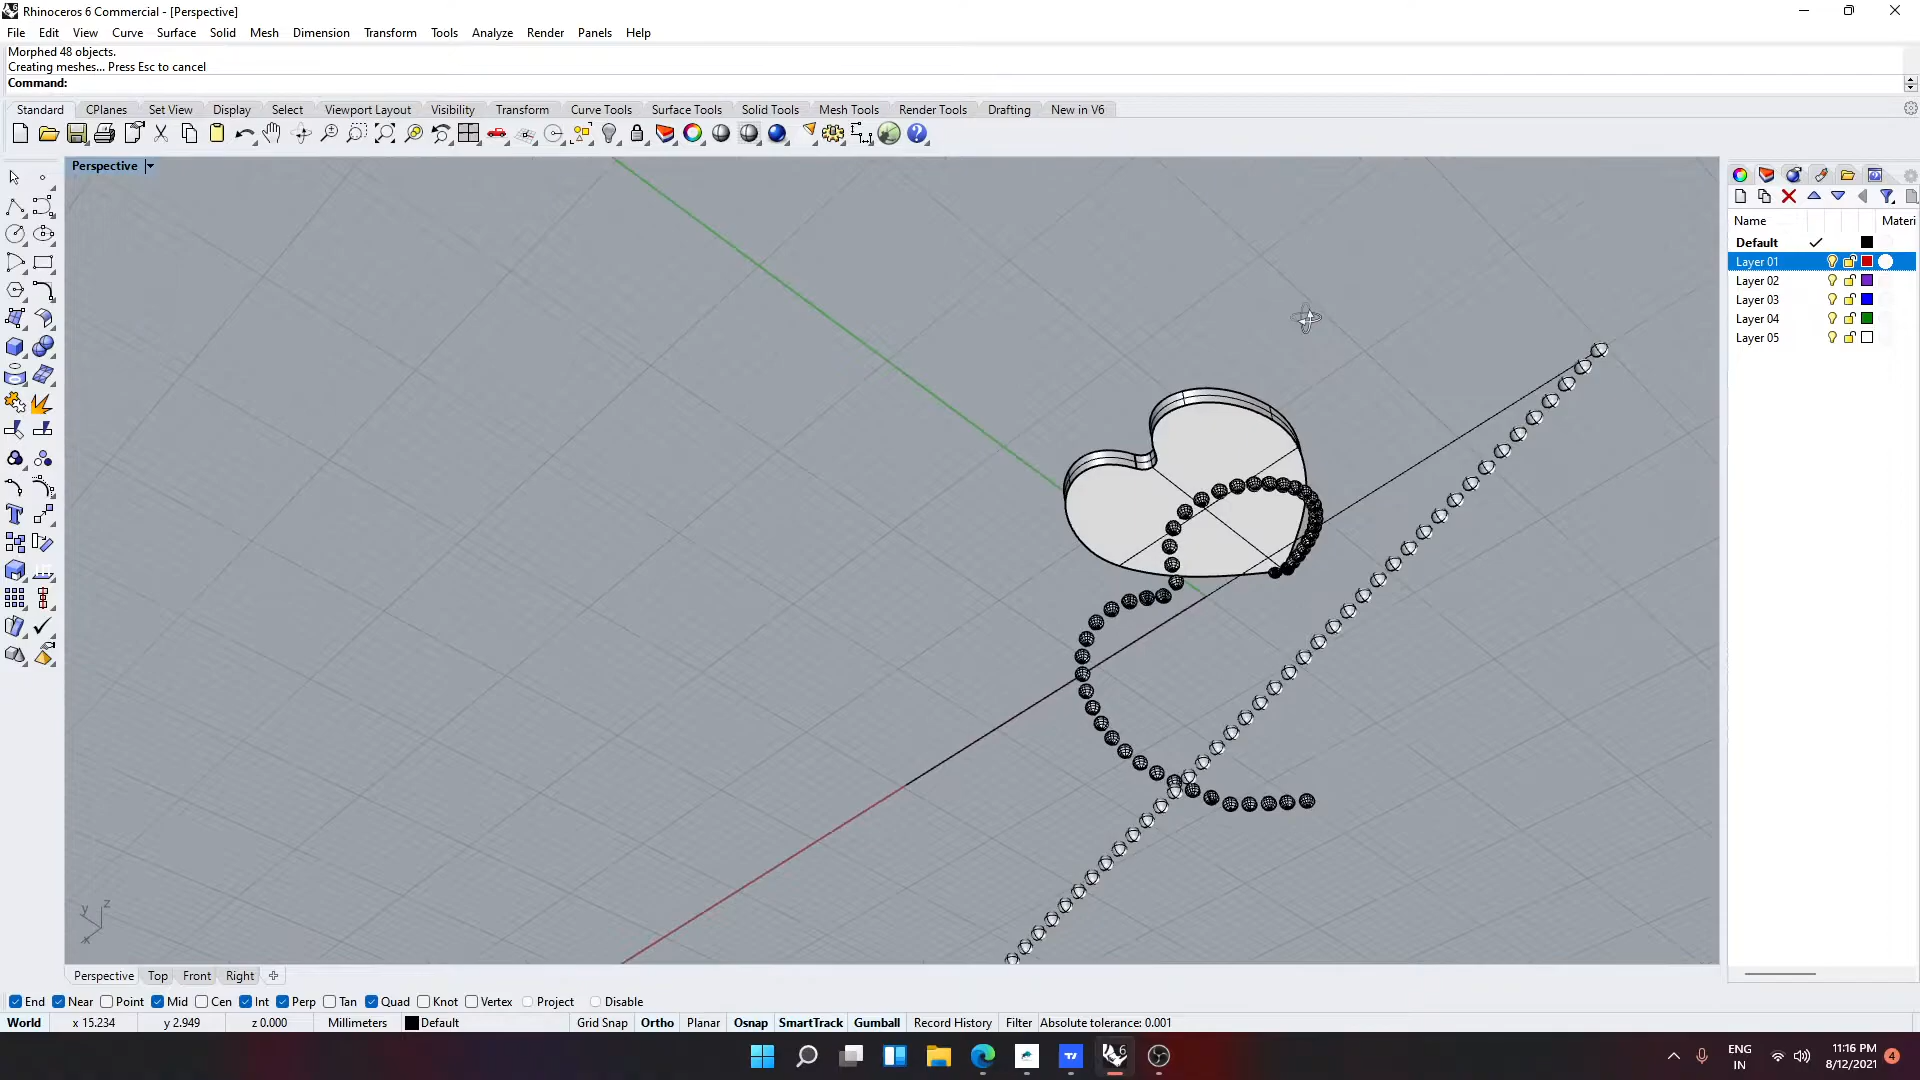 Rhinoceros 6 Commercial - [Perspective]
File Edit View Curve Surface Solid Mesh Dimension Transform Tools Analyze Render Panels Help
Morphed 48 objects.
Creating meshes... Press Esc to cancel
Command:
Standard CPlanes Set View Display Select Viewport Layout Visibility Transform Curve Tools Surface Tools Solid Tools Mesh Tools Render Tools Drafting New in V6
Perspective
Name Materi
Default
Layer 01
Layer 02
Layer 03
Layer 04
Layer 05
z
y
x
Perspective Top Front Right
End Near Point Mid Cen Int Perp Tan Quad Knot Vertex Project Disable
World x 15.234 y 2.949 z 0.000 Millimeters Default Grid Snap Ortho Planar Osnap SmartTrack Gumball Record History Filter Absolute tolerance: 0.001
ENG
IN
11:16 PM
8/12/2021
4